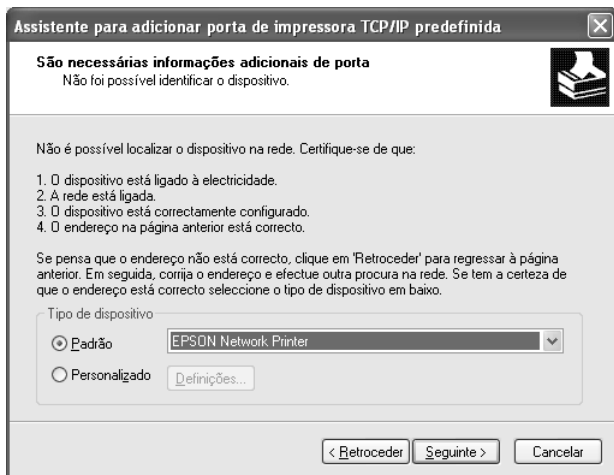 Assistente para adicionar porta de impressora TCP/IP predefinida
São necessárias informações adicionais de porta
Não foi possível identificar o dispositivo.
Não é possível localizar o dispositivo na rede. Certifique-se de que:
1. O dispositivo está ligado à electricidade.
2. A rede está ligada.
3. O dispositivo está correctamente configurado.
4. O endereço na página anterior está correcto.
Se pensa que o endereço não está correcto, clique em 'Retroceder' para regressar à página
anterior. Em seguida, corrija o endereço e efectue outra procura na rede. Se tem a certeza de
que o endereço está correcto seleccione o tipo de dispositivo em baixo.
Tipo de dispositivo
Padrão
EPSON Network Printer
Personalizado
Definições...
< Retroceder
Seguinte >
Cancelar